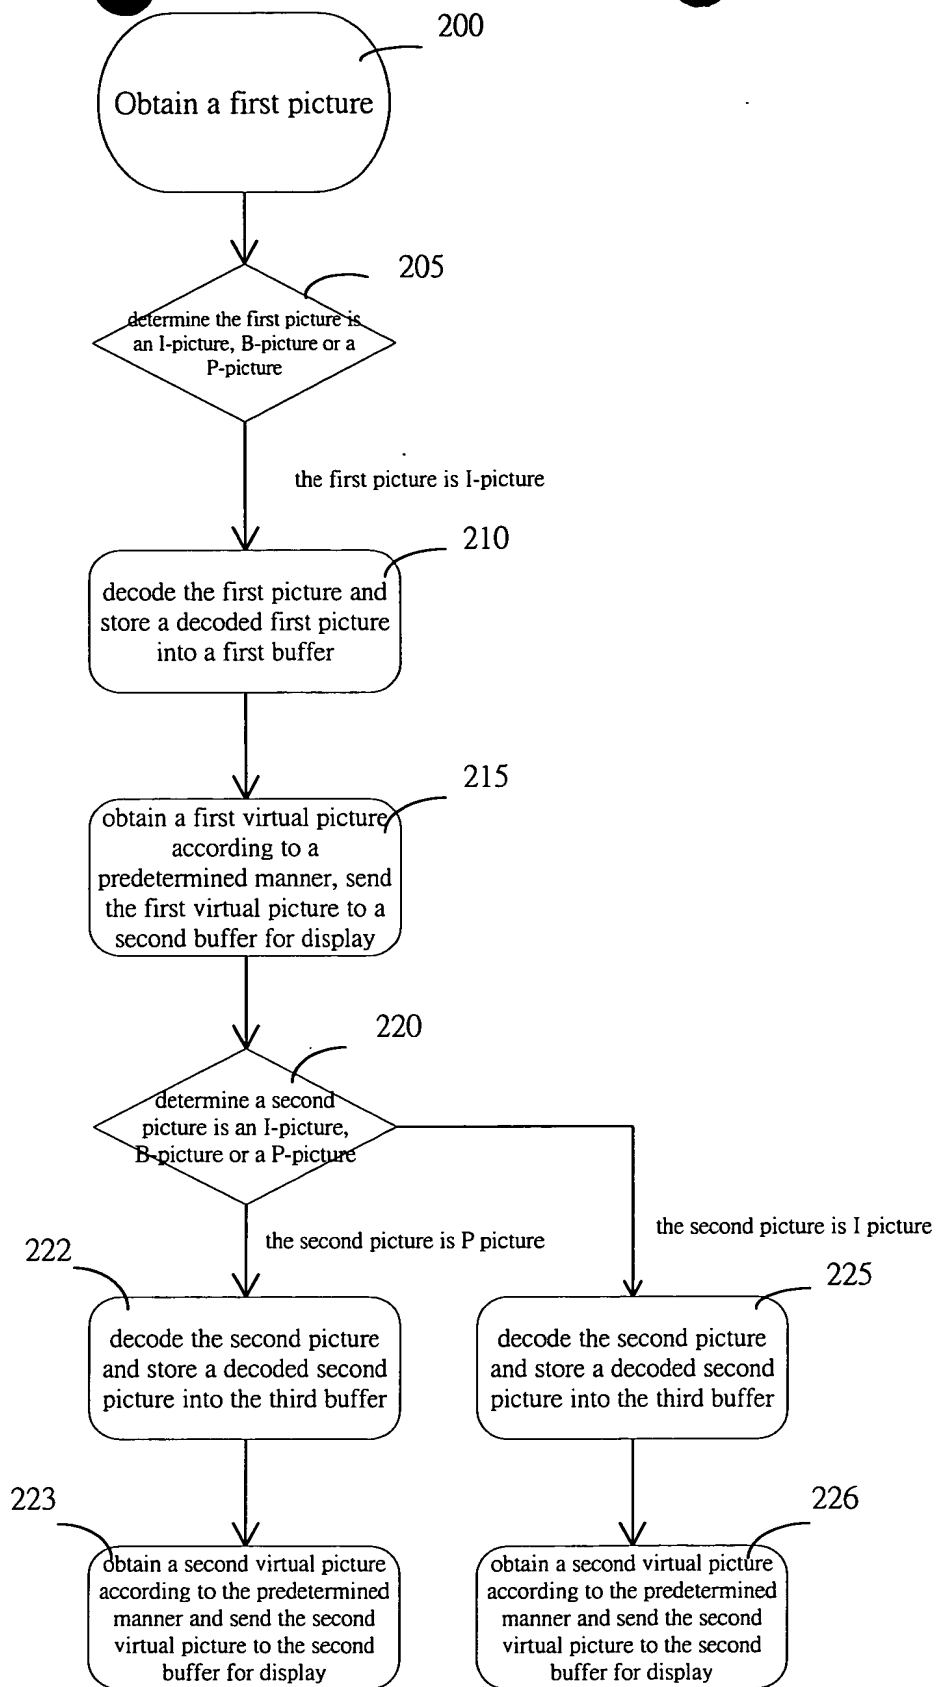 200
Obtain a first picture
205
determine the first picture is
an I-picture, B-picture or a
P-picture
the first picture is I-picture
210
decode the first picture and
store a decoded first picture
into a first buffer
215
obtain a first virtual picture
according to a
predetermined manner, send
the first virtual picture to a
second buffer for display
220
determine a second
picture is an I-picture,
B-picture or a P-picture
the second picture is P picture
the second picture is I picture
222
decode the second picture
and store a decoded second
picture into the third buffer
225
decode the second picture
and store a decoded second
picture into the third buffer
223
obtain a second virtual picture
according to the predetermined
manner and send the second
virtual picture to the second
buffer for display
226
obtain a second virtual picture
according to the predetermined
manner and send the second
virtual picture to the second
buffer for display